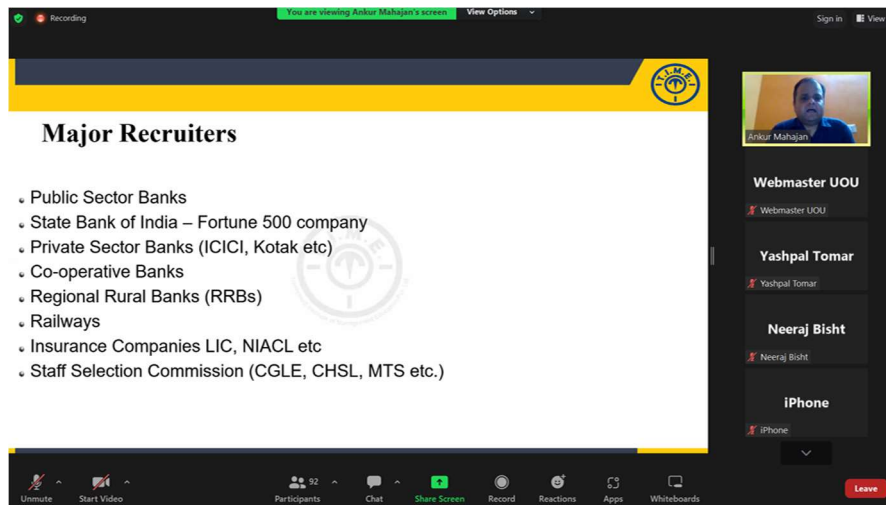 Recording
You are viewing Ankur Mahajan's screen
View Options
Sign in
View
T.I.M.E.
Major Recruiters
Public Sector Banks
State Bank of India – Fortune 500 company
Private Sector Banks (ICICI, Kotak etc)
Co-operative Banks
Regional Rural Banks (RRBs)
Railways
Insurance Companies LIC, NIACL etc
Staff Selection Commission (CGLE, CHSL, MTS etc.)
Ankur Mahajan
Webmaster UOU
Webmaster UOU
Yashpal Tomar
Yashpal Tomar
Neeraj Bisht
Neeraj Bisht
iPhone
iPhone
Unmute
Start Video
92
Participants
Chat
Share Screen
Record
Reactions
Apps
Whiteboards
Leave